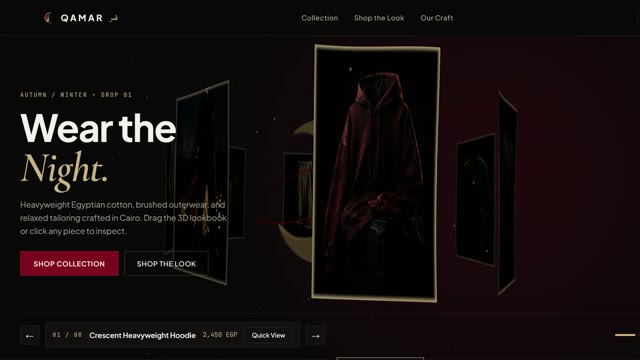 QAMAR قمر
Collection
Shop the Look
Our Craft
AUTUMN / WINTER • DROP 01
Wear the
Night.
Heavyweight Egyptian cotton, brushed outerwear, and
relaxed tailoring crafted in Cairo. Drag the 3D lookbook
or click any piece to inspect.
SHOP COLLECTION
SHOP THE LOOK
← 01 / 08 Crescent Heavyweight Hoodie 2,450 EGP Quick View →